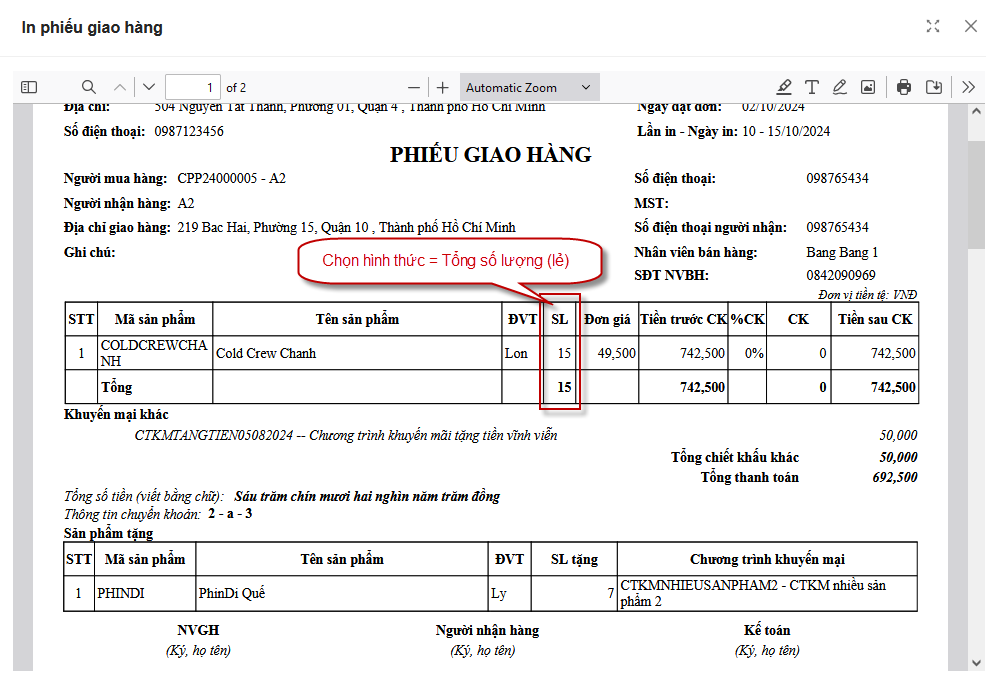 In phiếu giao hàng
1 of 2 Automatic Zoom
Địa chỉ: 504 Nguyễn Tất Thành, Phường 01, Quận 4 , Thành phố Hồ Chí Minh Ngày đặt đơn: 02/10/2024
Số điện thoại: 0987123456 Lần in - Ngày in: 10 - 15/10/2024
PHIẾU GIAO HÀNG
Người mua hàng: CPP24000005 - A2 Số điện thoại: 098765434
Người nhận hàng: A2 MST:
Địa chỉ giao hàng: 219 Bac Hai, Phường 15, Quận 10 , Thành phố Hồ Chí Minh Số điện thoại người nhận: 098765434
Ghi chú: Nhân viên bán hàng: Bang Bang 1
Chọn hình thức = Tổng số lượng (lẻ)
SĐT NVBH: 0842090969
Đơn vị tiền tệ: VNĐ
STT Mã sản phẩm Tên sản phẩm ĐVT SL Đơn giá Tiền trước CK %CK CK Tiền sau CK
1 COLDCREWCHA
NH Cold Crew Chanh Lon 15 49,500 742,500 0% 0 742,500
Tổng 15 742,500 0 742,500
Khuyến mại khác
CTKMTANGTIEN05082024 -- Chương trình khuyến mãi tặng tiền vĩnh viễn 50,000
Tổng chiết khấu khác 50,000
Tổng thanh toán 692,500
Tổng số tiền (viết bằng chữ): Sáu trăm chín mươi hai nghìn năm trăm đồng
Thông tin chuyển khoản: 2 - a - 3
Sản phẩm tặng
STT Mã sản phẩm Tên sản phẩm ĐVT SL tặng Chương trình khuyến mại
1 PHINDI PhinDi Quế Ly 7 CTKMNHIEUSANPHAM2 - CTKM nhiều sản
phẩm 2
NVGH Người nhận hàng Kế toán
(Ký, họ tên) (Ký, họ tên) (Ký, họ tên)